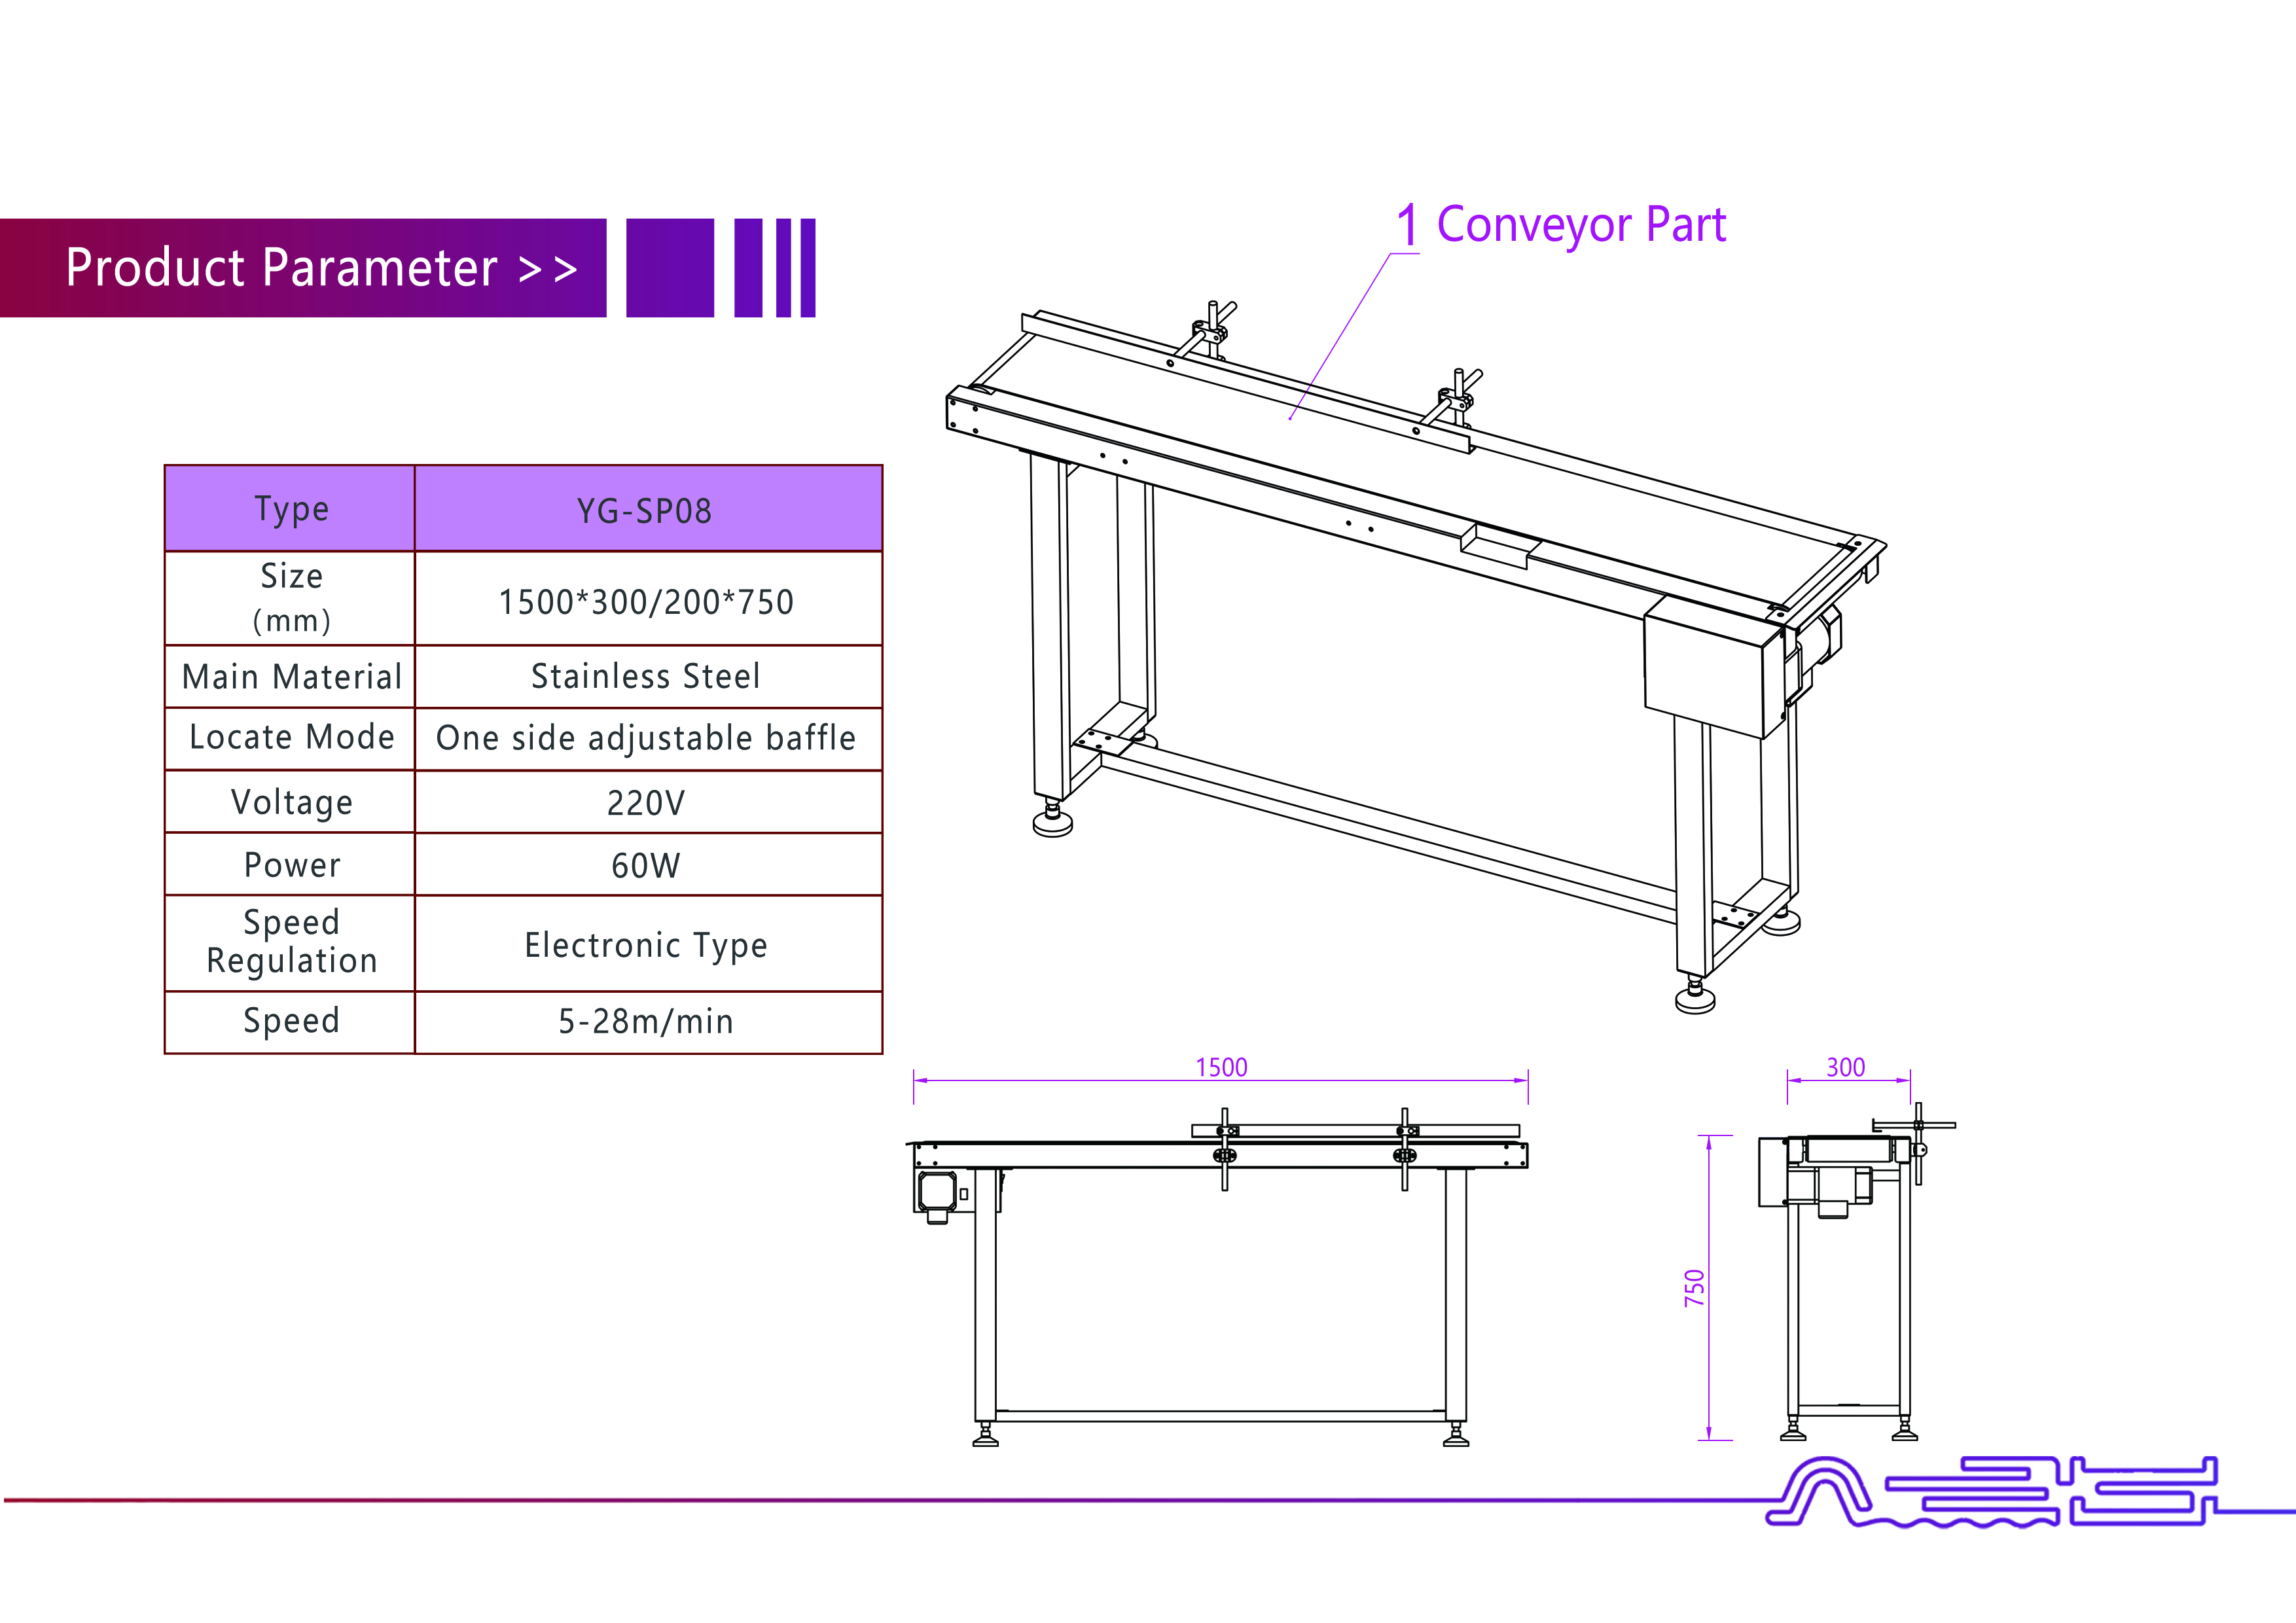 Product Parameter >>
1 Conveyor Part
Type YG-SP08
Size
(mm) 1500*300/200*750
Main Material Stainless Steel
Locate Mode One side adjustable baffle
Voltage 220V
Power 60W
Speed
Regulation Electronic Type
Speed 5-28m/min
1500
300
750